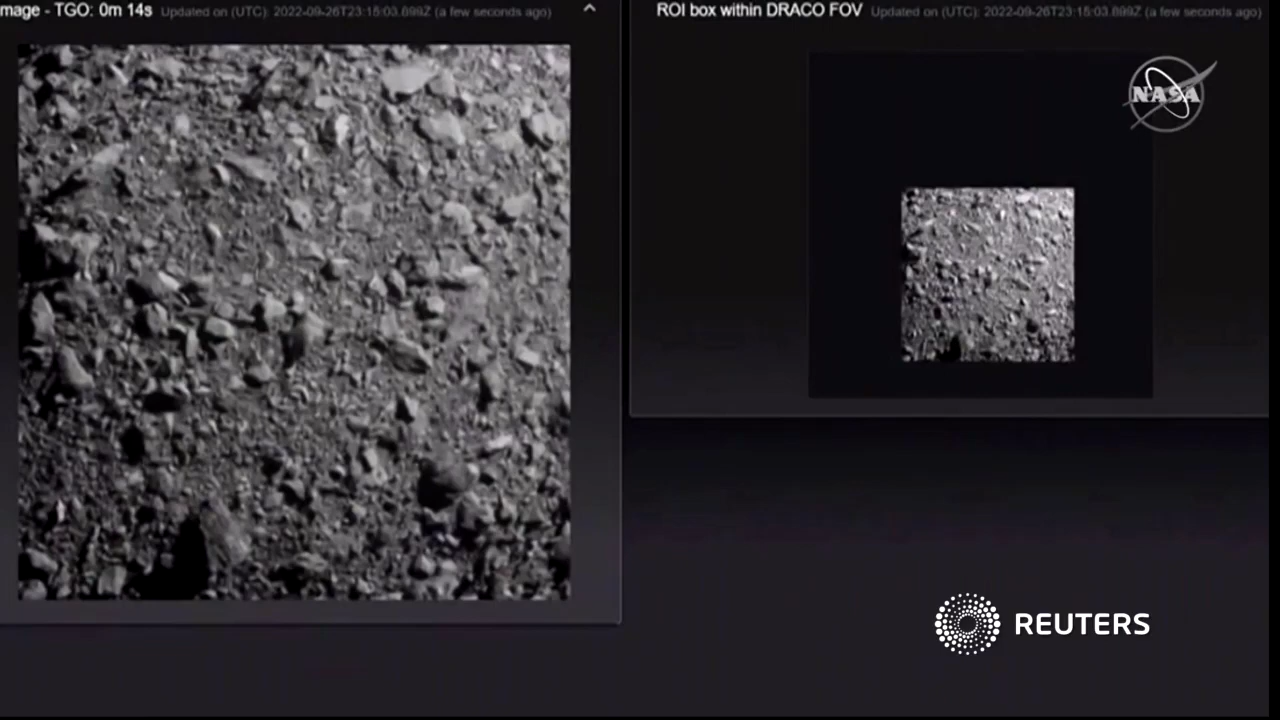 mage - TGO: 0m 14s Updated on (UTC): 2022-09-26T23:15:03.899Z (a few seconds ago)
ROI box within DRACO FOV Updated on (UTC): 2022-09-26T23:15:03.899Z (a few seconds ago)
NASA
REUTERS